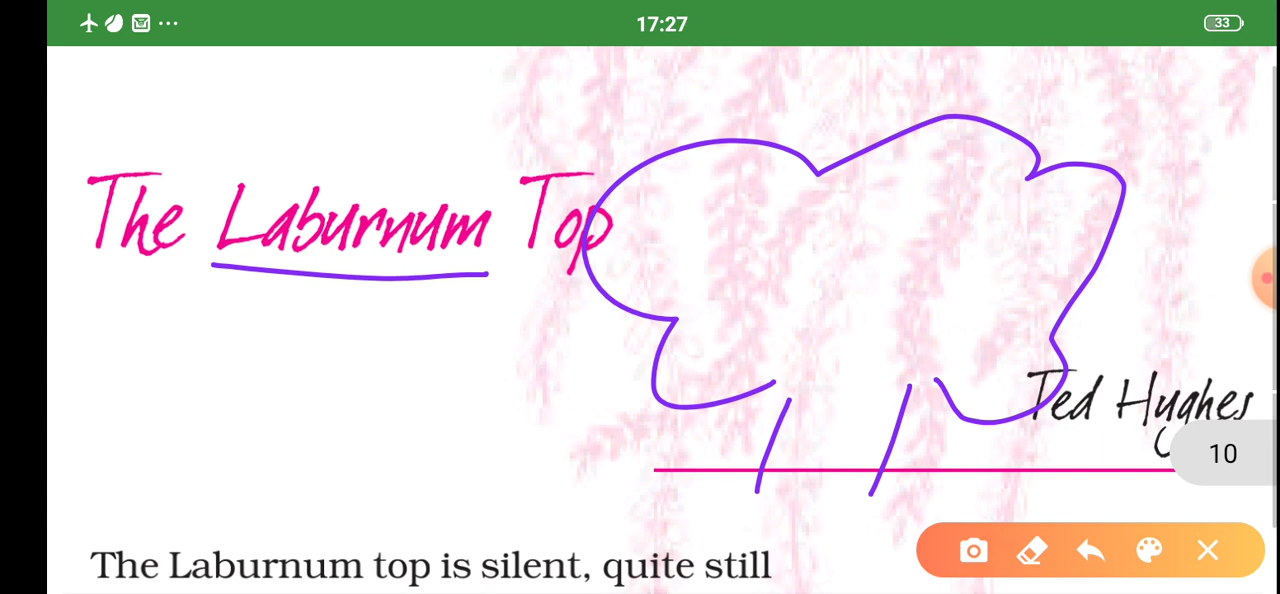 17:27
33
The Laburnum Top
Ted Hughes
10
The Laburnum top is silent, quite still